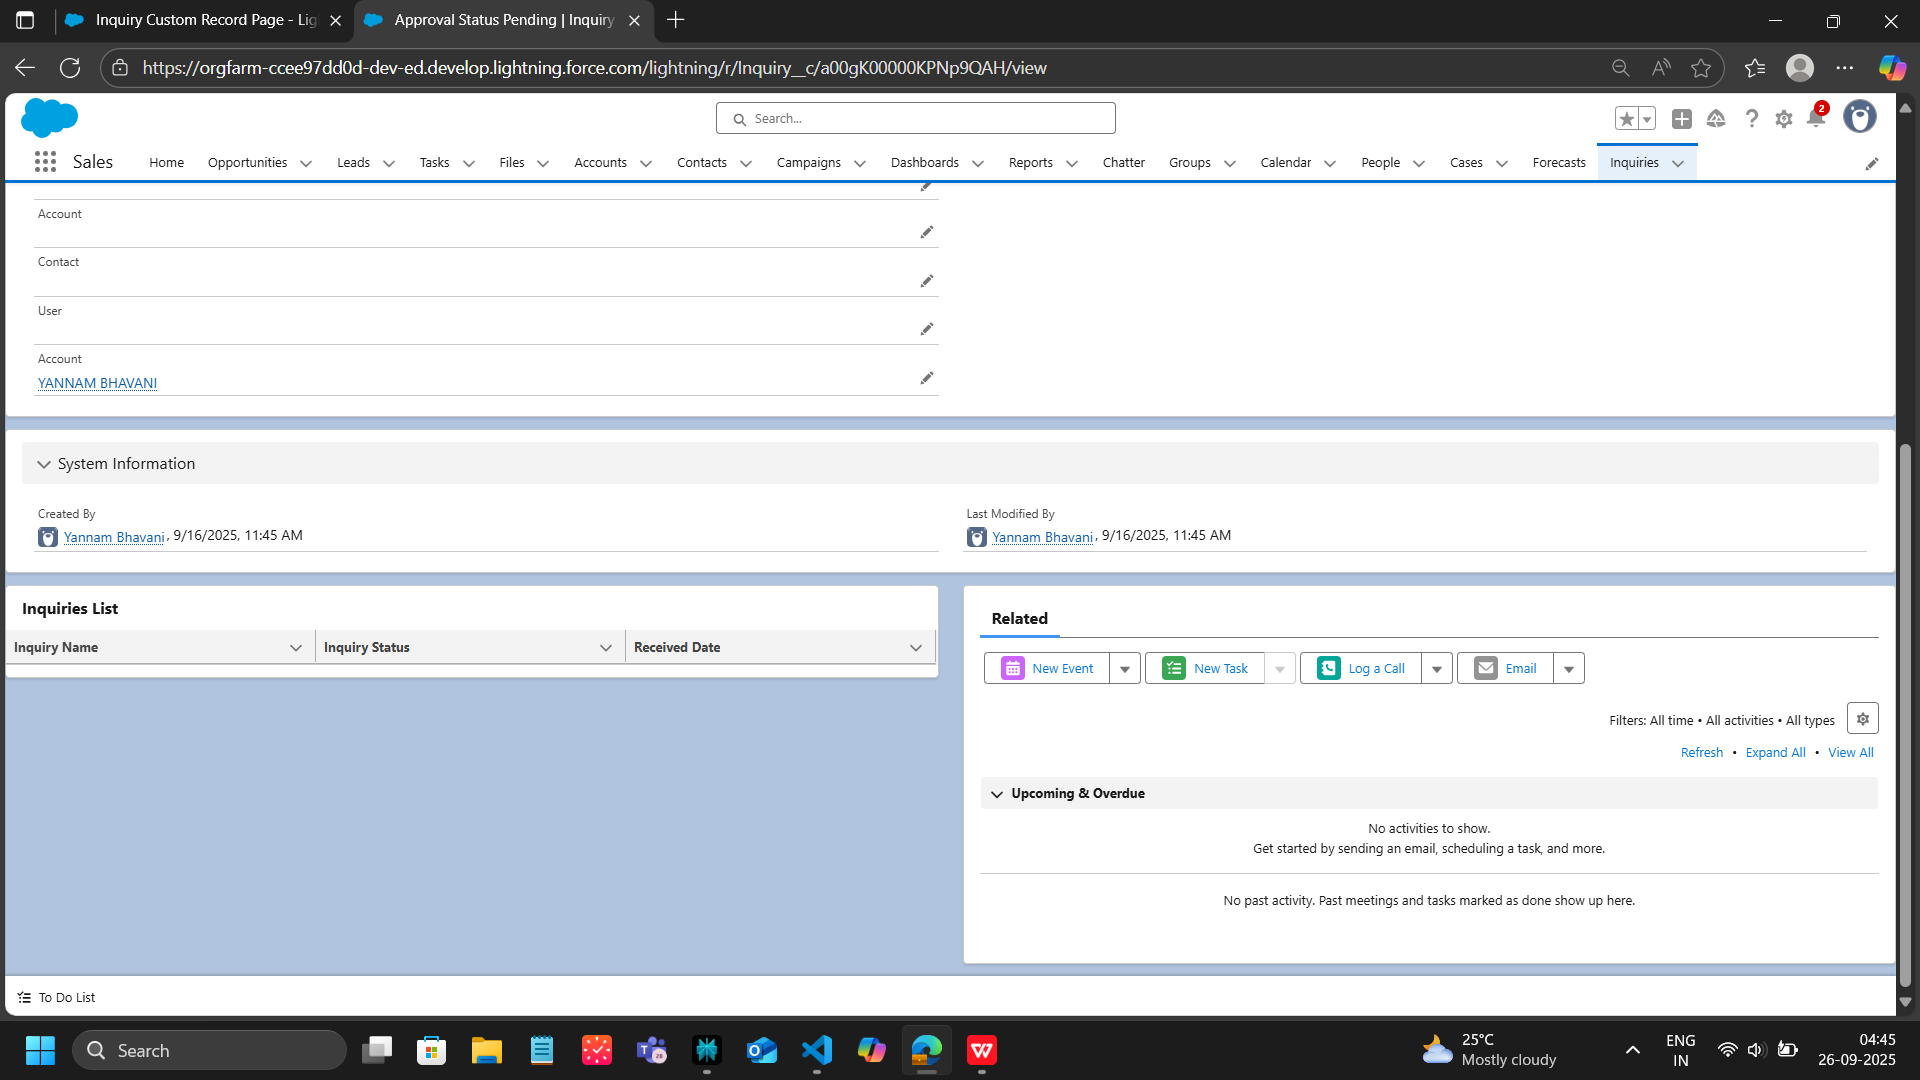 Inquiry Custom Record Page - Lig
Approval Status Pending | Inquiry
https://orgfarm-ccee97dd0d-dev-ed.develop.lightning.force.com/lightning/r/Inquiry__c/a00gK00000KPNp9QAH/view
Search...
2
Sales
Home
Opportunities
Leads
Tasks
Files
Accounts
Contacts
Campaigns
Dashboards
Reports
Chatter
Groups
Calendar
People
Cases
Forecasts
Inquiries
Account
Contact
User
Account
YANNAM BHAVANI
System Information
Created By
Yannam Bhavani, 9/16/2025, 11:45 AM
Last Modified By
Yannam Bhavani, 9/16/2025, 11:45 AM
Inquiries List
Inquiry Name
Inquiry Status
Received Date
Related
New Event
New Task
Log a Call
Email
Filters: All time • All activities • All types
Refresh • Expand All • View All
Upcoming & Overdue
No activities to show.
Get started by sending an email, scheduling a task, and more.
No past activity. Past meetings and tasks marked as done show up here.
To Do List
Search
25°C
Mostly cloudy
ENG
IN
04:45
26-09-2025